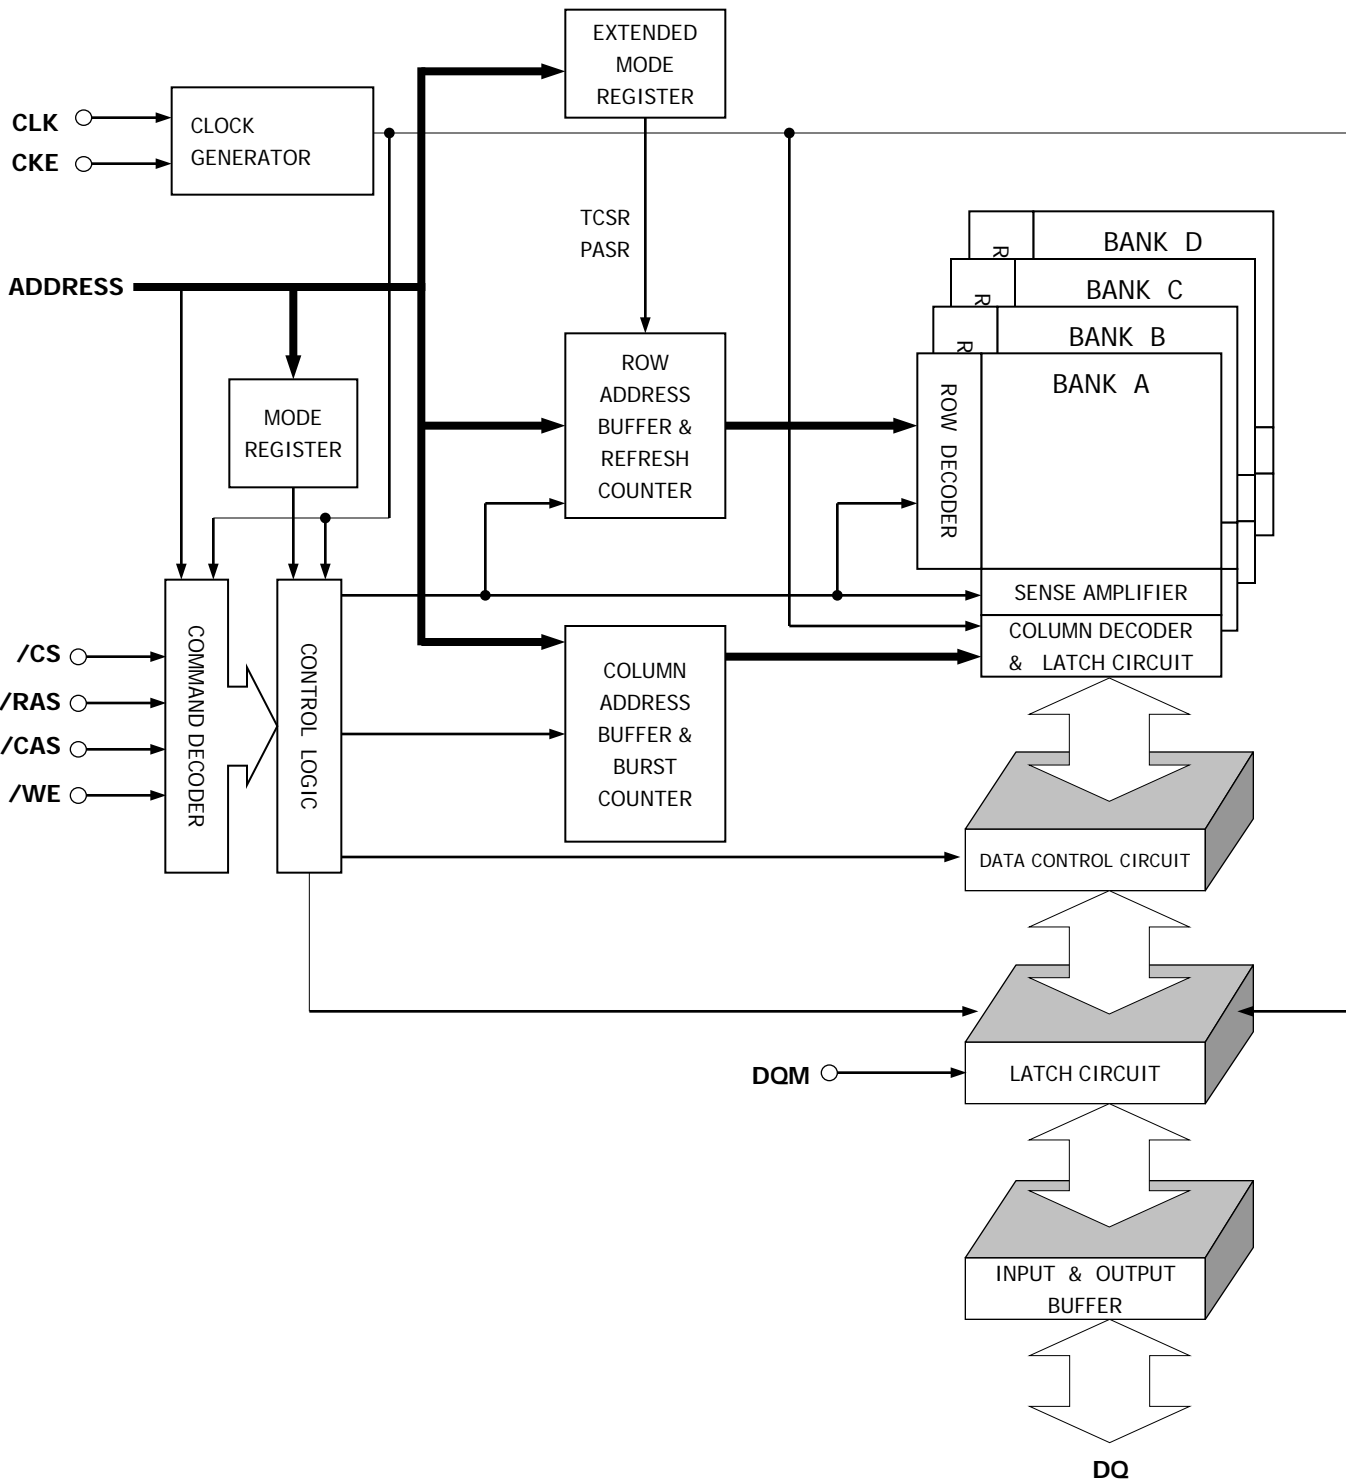 EXTENDED
MODE
REGISTER
CLK
CKE
CLOCK
GENERATOR
TCSR
PASR
ADDRESS
R
BANK D
R
BANK C
R
BANK B
ROW DECODER
BANK A
MODE
REGISTER
ROW
ADDRESS
BUFFER &
REFRESH
COUNTER
SENSE AMPLIFIER
COLUMN DECODER
& LATCH CIRCUIT
/CS
/RAS
/CAS
/WE
COMMAND DECODER
CONTROL LOGIC
COLUMN
ADDRESS
BUFFER &
BURST
COUNTER
DATA CONTROL CIRCUIT
DQM
LATCH CIRCUIT
INPUT & OUTPUT
BUFFER
DQ